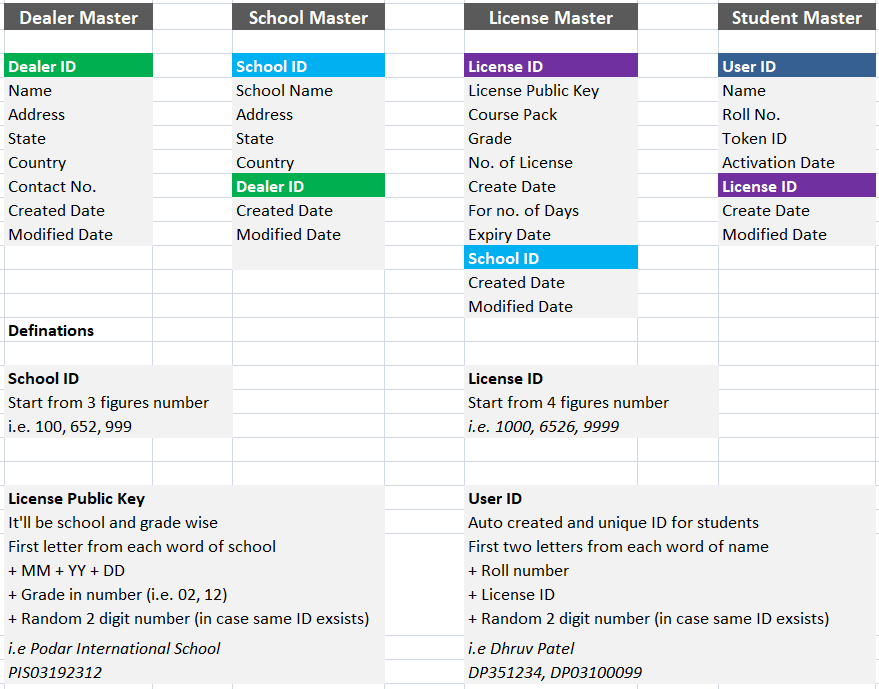 Dealer Master
Dealer ID
Name
Address
State
Country
Contact No.
Created Date
Modified Date
School Master
School ID
School Name
Address
State
Country
Dealer ID
Created Date
Modified Date
License Master
License ID
License Public Key
Course Pack
Grade
No. of License
Create Date
For no. of Days
Expiry Date
School ID
Created Date
Modified Date
Student Master
User ID
Name
Roll No.
Token ID
Activation Date
License ID
Create Date
Modified Date
Definations
School ID
Start from 3 figures number
i.e. 100, 652, 999
License ID
Start from 4 figures number
i.e. 1000, 6526, 9999
License Public Key
It'll be school and grade wise
First letter from each word of school
+ MM + YY + DD
+ Grade in number (i.e. 02, 12)
+ Random 2 digit number (in case same ID exsists)
i.e Podar International School
PIS03192312
User ID
Auto created and unique ID for students
First two letters from each word of name
+ Roll number
+ License ID
+ Random 2 digit number (in case same ID exsists)
i.e Dhruv Patel
DP351234, DP03100099